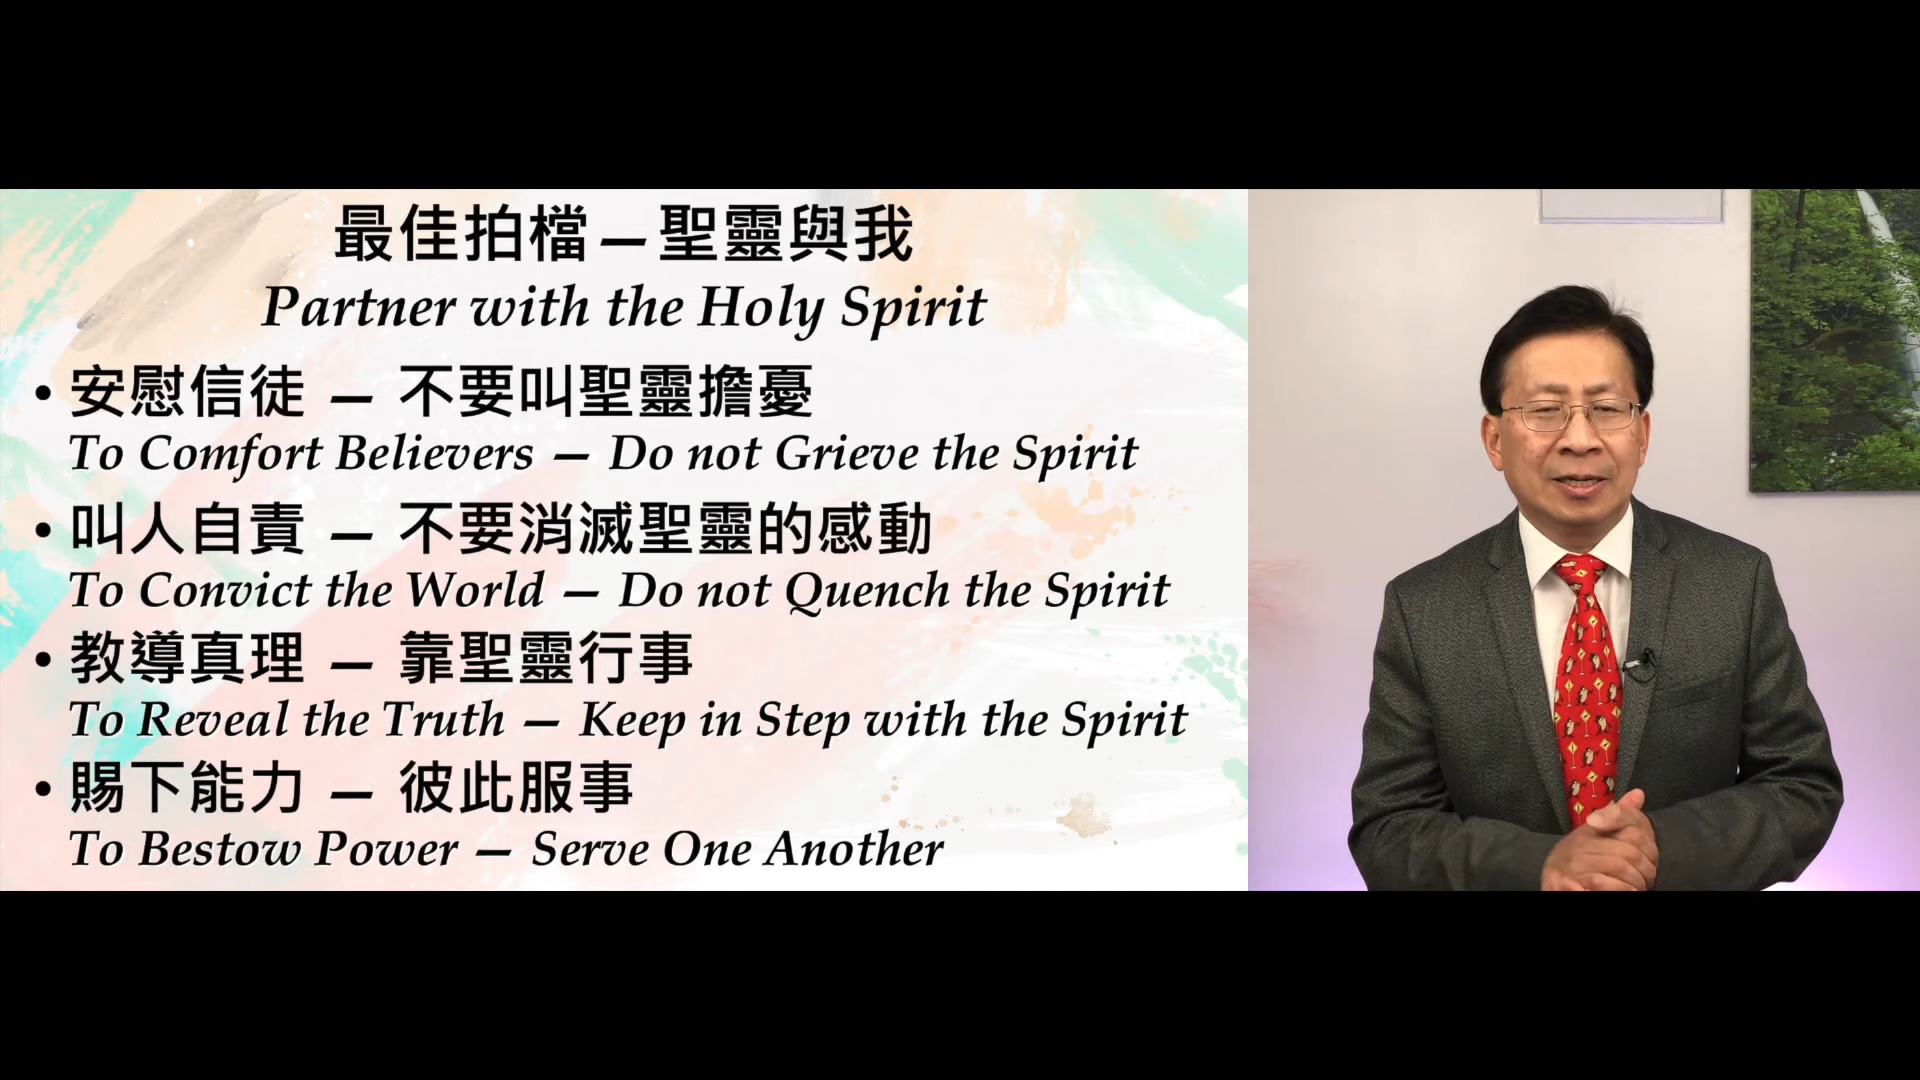 最佳拍檔—聖靈與我
Partner with the Holy Spirit
• 安慰信徒 — 不要叫聖靈擔憂
To Comfort Believers — Do not Grieve the Spirit
• 叫人自責 — 不要消滅聖靈的感動
To Convict the World — Do not Quench the Spirit
• 教導真理 — 靠聖靈行事
To Reveal the Truth — Keep in Step with the Spirit
• 賜下能力 — 彼此服事
To Bestow Power — Serve One Another